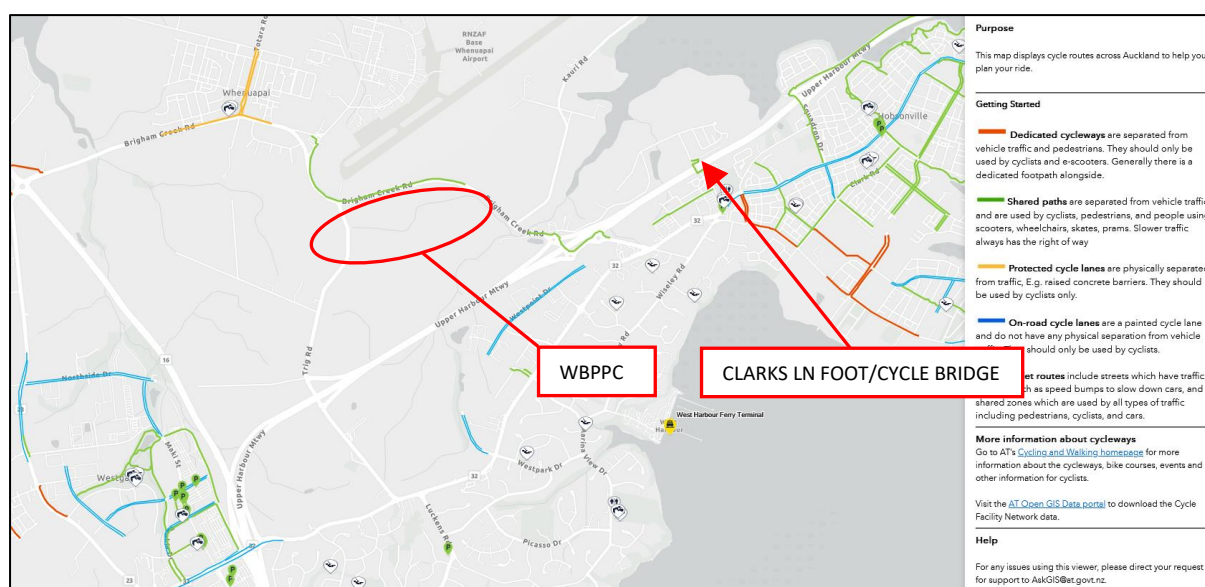 RNZAF
Base
Whenuapai
Airport
Totara Rd
Kauri Rd
Whenuapai
Brigham Creek Rd
Brigham Creek Rd
Brigham Creek Rd
Upper Harbour Mtwy
Squadron Dr
Hobsonville
Clark Rd
32
32
Wiseley Rd
Westpoint Dr
Upper Harbour Mtwy
Trig Rd
16
Northside Dr
Maki St
Westgate
Upper Harbour Mtwy
WBPPC
CLARKS LN FOOT/CYCLE BRIDGE
West Harbour Ferry Terminal
Oarina View Dr
Westpark Dr
32
Luckens Rd
Picasso Dr
23
Purpose
This map displays cycle routes across Auckland to help you
plan your ride.
Getting Started
Dedicated cycleways are separated from
vehicle traffic and pedestrians. They should only be
used by cyclists and e-scooters. Generally there is a
dedicated footpath alongside.
Shared paths are separated from vehicle traffic
and are used by cyclists, pedestrians, and people using
scooters, wheelchairs, skates, prams. Slower traffic
always has the right of way
Protected cycle lanes are physically separated
from traffic, E.g. raised concrete barriers. They should
be used by cyclists only.
On-road cycle lanes are a painted cycle lane
and do not have any physical separation from vehicle
should only be used by cyclists.
et routes include streets which have traffic
h as speed bumps to slow down cars, and
shared zones which are used by all types of traffic
including pedestrians, cyclists, and cars.
More information about cycleways
Go to AT's Cycling and Walking homepage for more
information about the cycleways, bike courses, events and
other information for cyclists.
Visit the AT Open GIS Data portal to download the Cycle
Facility Network data.
Help
For any issues using this viewer, please direct your request
for support to AskGIS@at.govt.nz.